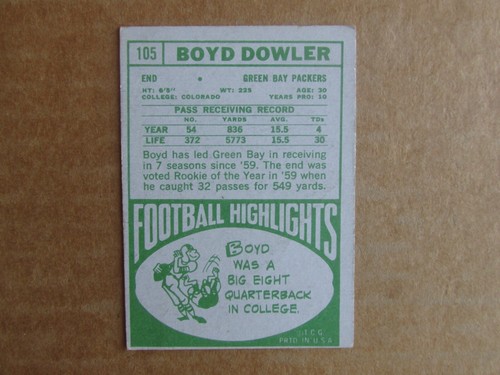 105 BOYD DOWLER
END • GREEN BAY PACKERS
HT: 6'5" WT: 225 AGE: 30
COLLEGE: COLORADO YEARS PRO: 10
PASS RECEIVING RECORD
NO. YARDS AVG. TDs
YEAR 54 836 15.5 4
LIFE 372 5773 15.5 30
Boyd has led Green Bay in receiving
in 7 seasons since '59. The end was
voted Rookie of the Year in '59 when
he caught 32 passes for 549 yards.
FOOTBALL HIGHLIGHTS
BOYD
WAS A
BIG EIGHT
QUARTERBACK
IN COLLEGE.
©T.C.G.
PRTD IN U.S.A.